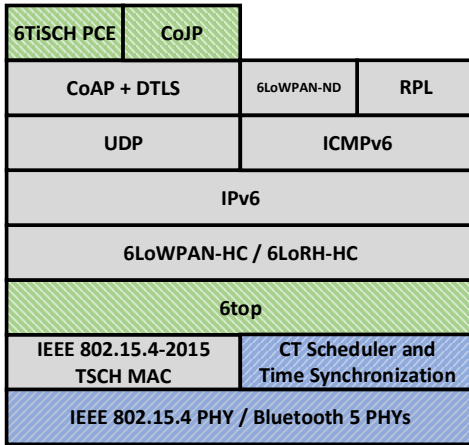 6TiSCH PCE
CoJP
CoAP + DTLS
6LoWPAN-ND
RPL
UDP
ICMPv6
IPv6
6LoWPAN-HC / 6LoRH-HC
6top
IEEE 802.15.4-2015
TSCH MAC
CT Scheduler and
Time Synchronization
IEEE 802.15.4 PHY / Bluetooth 5 PHYs